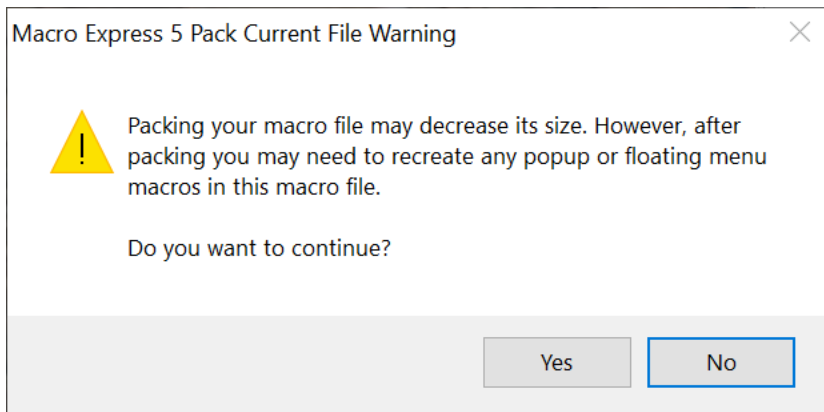 Macro Express 5 Pack Current File Warning
Packing your macro file may decrease its size. However, after
packing you may need to recreate any popup or floating menu
macros in this macro file.
Do you want to continue?
Yes
No